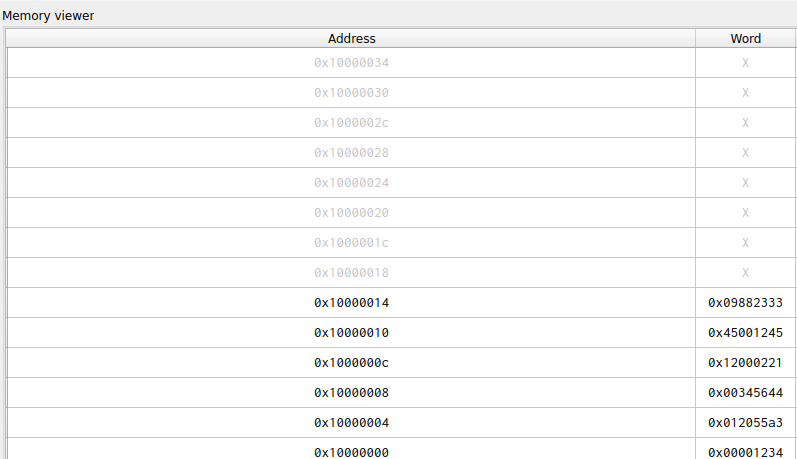 Memory viewer
Address Word
0x10000034 X
0x10000030 X
0x1000002c X
0x10000028 X
0x10000024 X
0x10000020 X
0x1000001c X
0x10000018 X
0x10000014 0x09882333
0x10000010 0x45001245
0x1000000c 0x12000221
0x10000008 0x00345644
0x10000004 0x012055a3
0x10000000 0x00001234